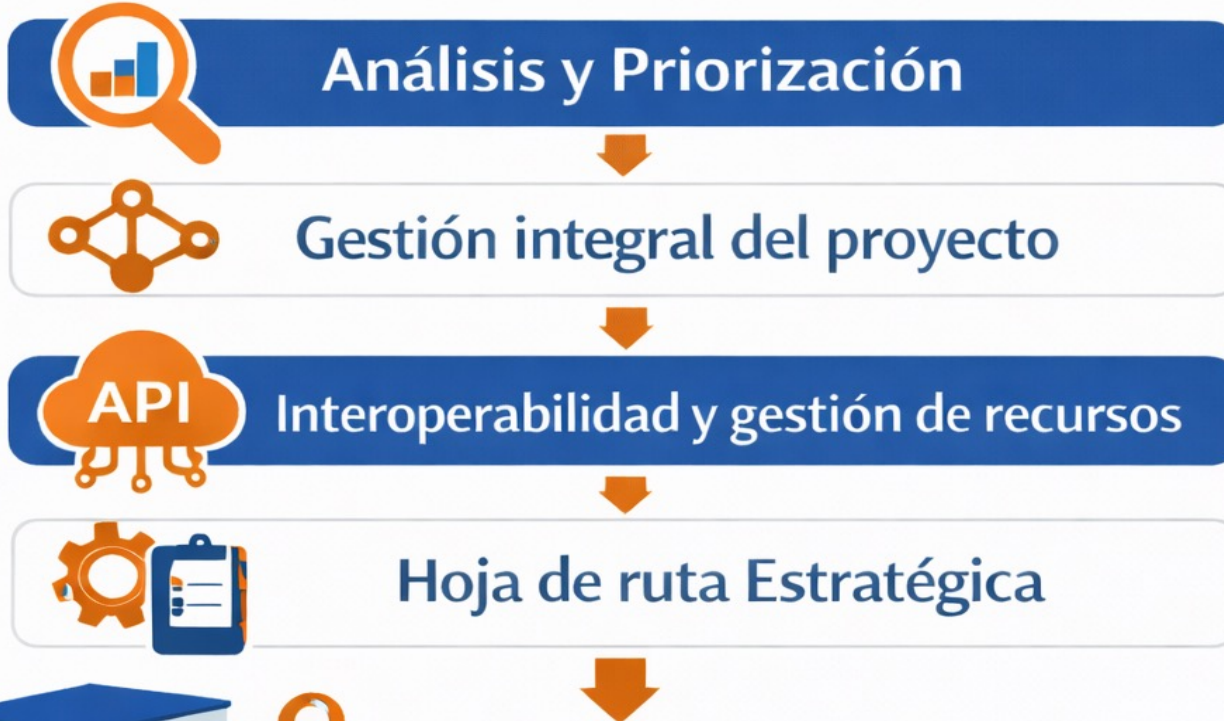 Análisis y Priorización
Gestión integral del proyecto
API
Interoperabilidad y gestión de recursos
Hoja de ruta Estratégica